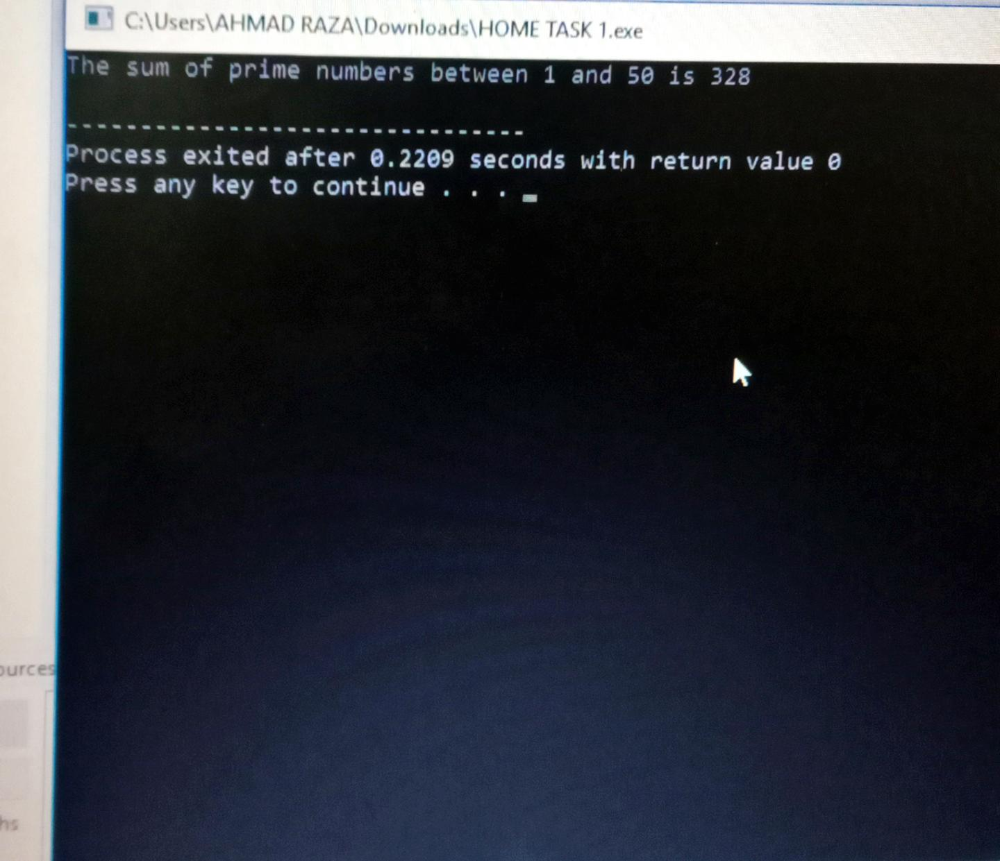 C:\Users\AHMAD RAZA\Downloads\HOME TASK 1.exe
The sum of prime numbers between 1 and 50 is 328
--------------------------------
Process exited after 0.2209 seconds with return value 0
Press any key to continue . . .
ources
hs